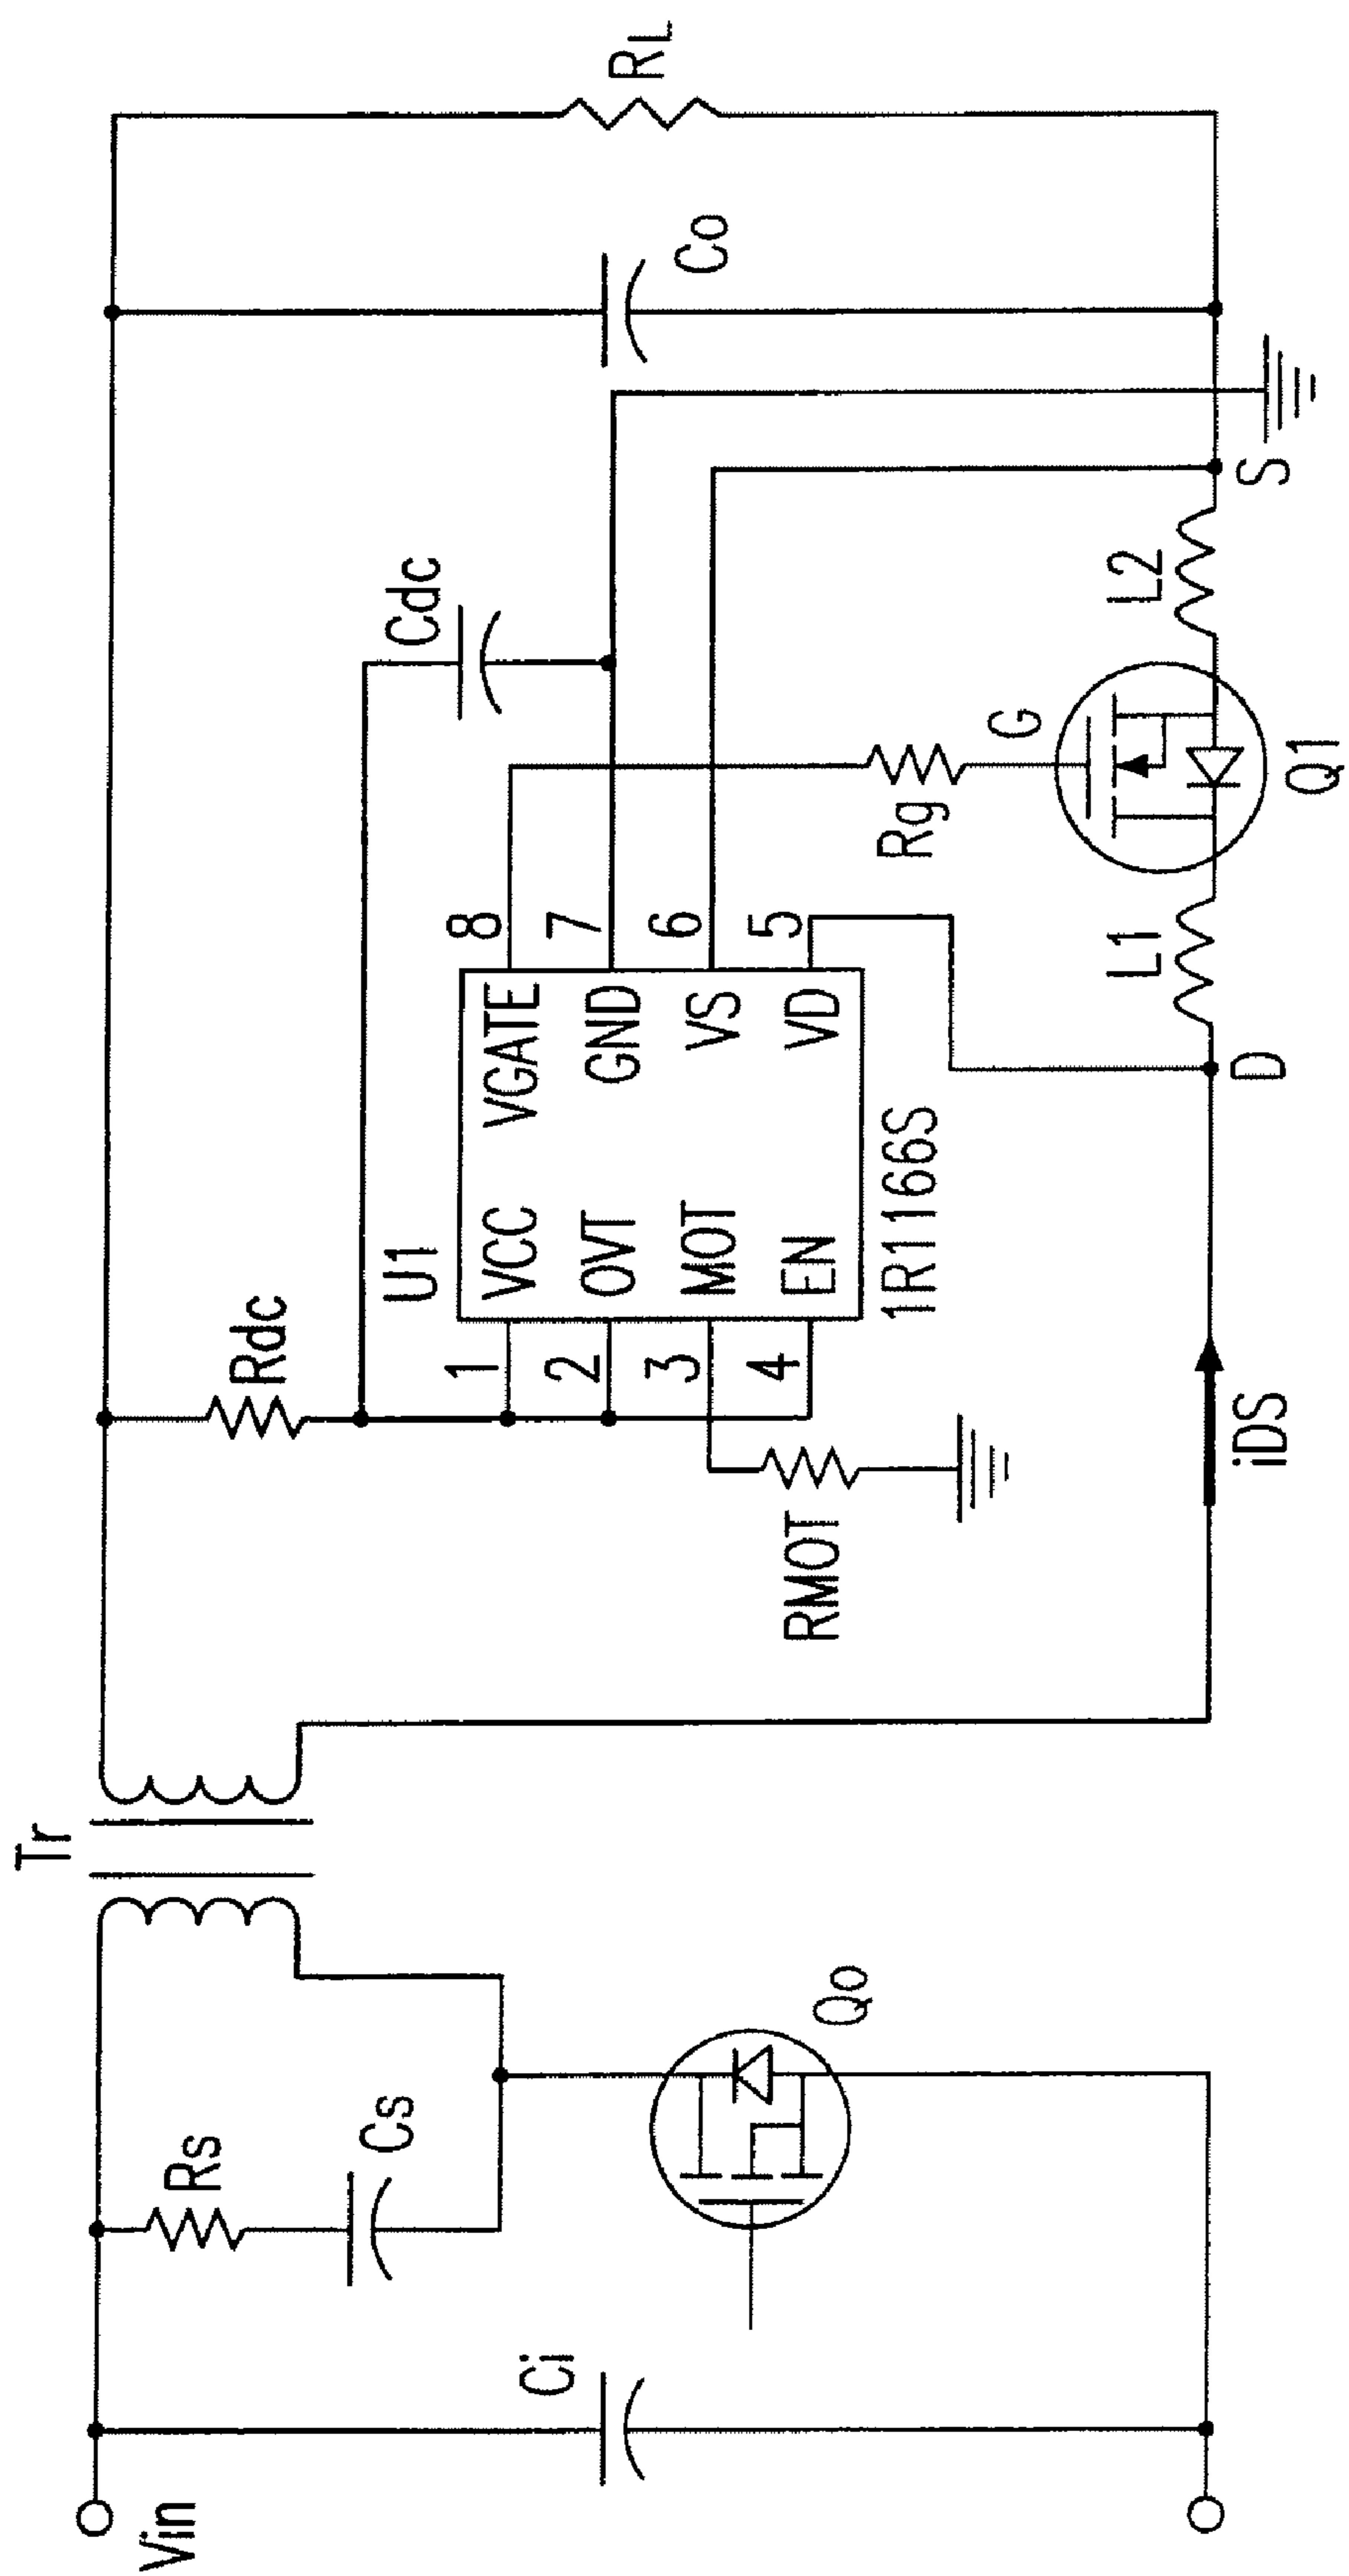 Vin
Ci
Rs
Cs
Qo
Tr
Rdc
Cdc
U1
1
2
3
4
VCC
OVT
MOT
EN
VGATE
GND
VS
VD
8
7
6
5
1R1166S
RMOT
iDS
D
L1
Rg
G
Q1
L2
S
Co
RL